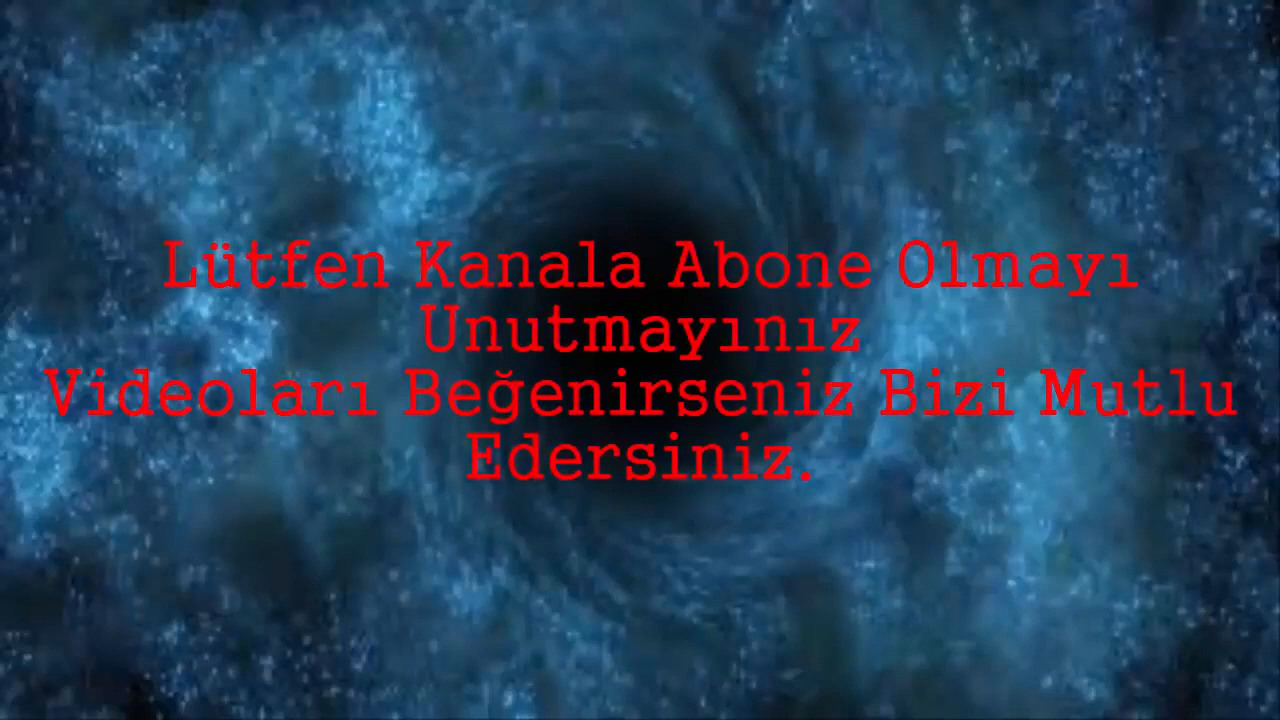 Lütfen Kanala Abone Olmayı
Unutmayınız
Videoları Beğenirseniz Bizi Mutlu
Edersiniz.